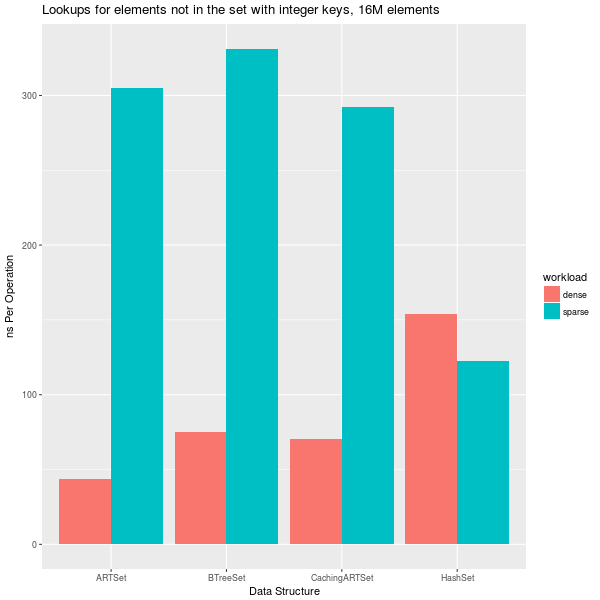 Lookups for elements not in the set with integer keys, 16M elements
ns Per Operation
300
200
100
0
ARTSet
BTreeSet
CachingARTSet
HashSet
Data Structure
workload
dense
sparse